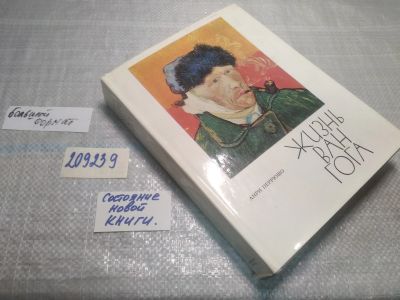 большой
формат
209239
Состояние
новой
книги.
АНРИ ПЕРРЮШО
ЖИЗНЬ
ВАН
ГОГА